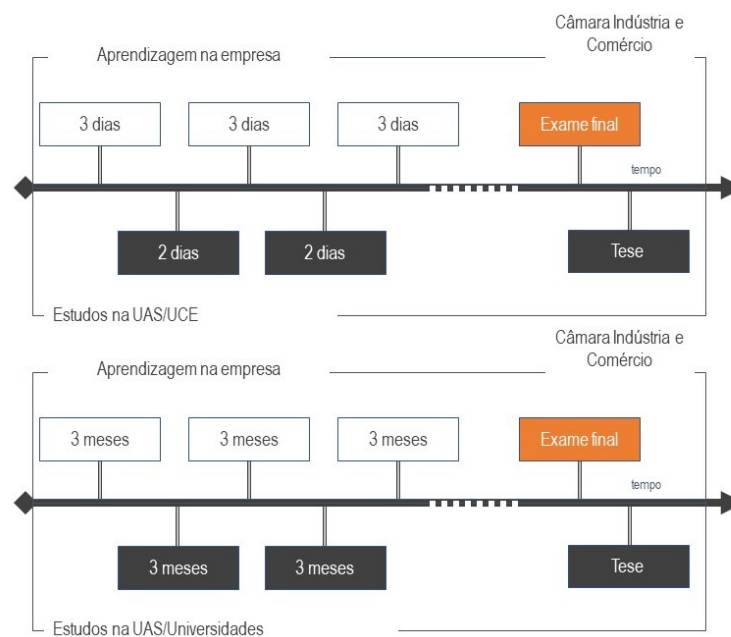 Câmara Indústria e
Comércio
Aprendizagem na empresa
3 dias
3 dias
3 dias
Exame final
tempo
2 dias
2 dias
Tese
Estudos na UAS/UCE
Câmara Indústria e
Comércio
Aprendizagem na empresa
3 meses
3 meses
3 meses
Exame final
tempo
3 meses
3 meses
Tese
Estudos na UAS/Universidades